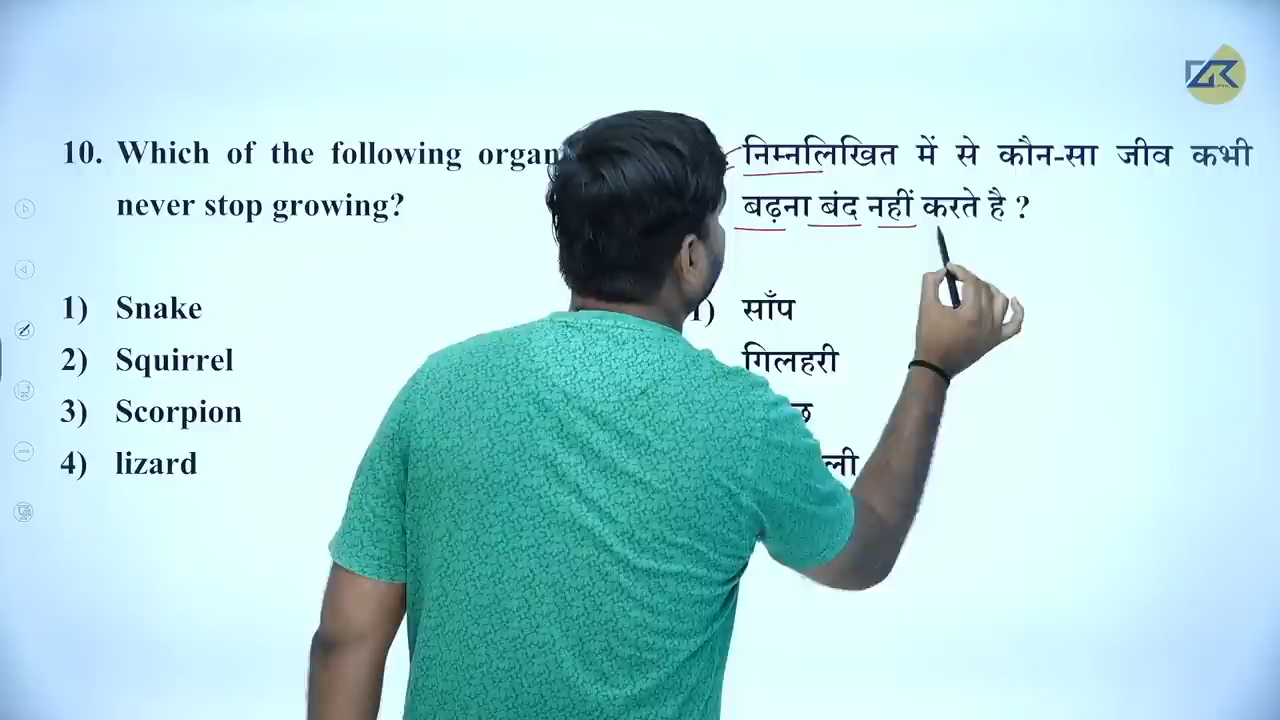 10. Which of the following
never stop growing?
1) Snake
2) Squirrel
3) Scorpion
4) lizard
निम्नलिखित में से कौन-सा जीव कभी
बढ़ना बंद नहीं करते है ?
1) साँप
गिलहरी